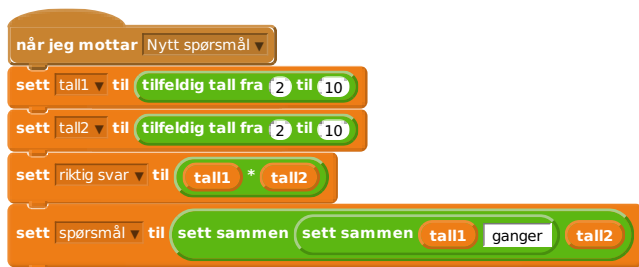 når jeg mottar Nytt spørsmål
sett tall1 til tilfeldig tall fra 2 til 10
sett tall2 til tilfeldig tall fra 2 til 10
sett riktig svar til tall1 * tall2
sett spørsmål til sett sammen sett sammen tall1 ganger tall2